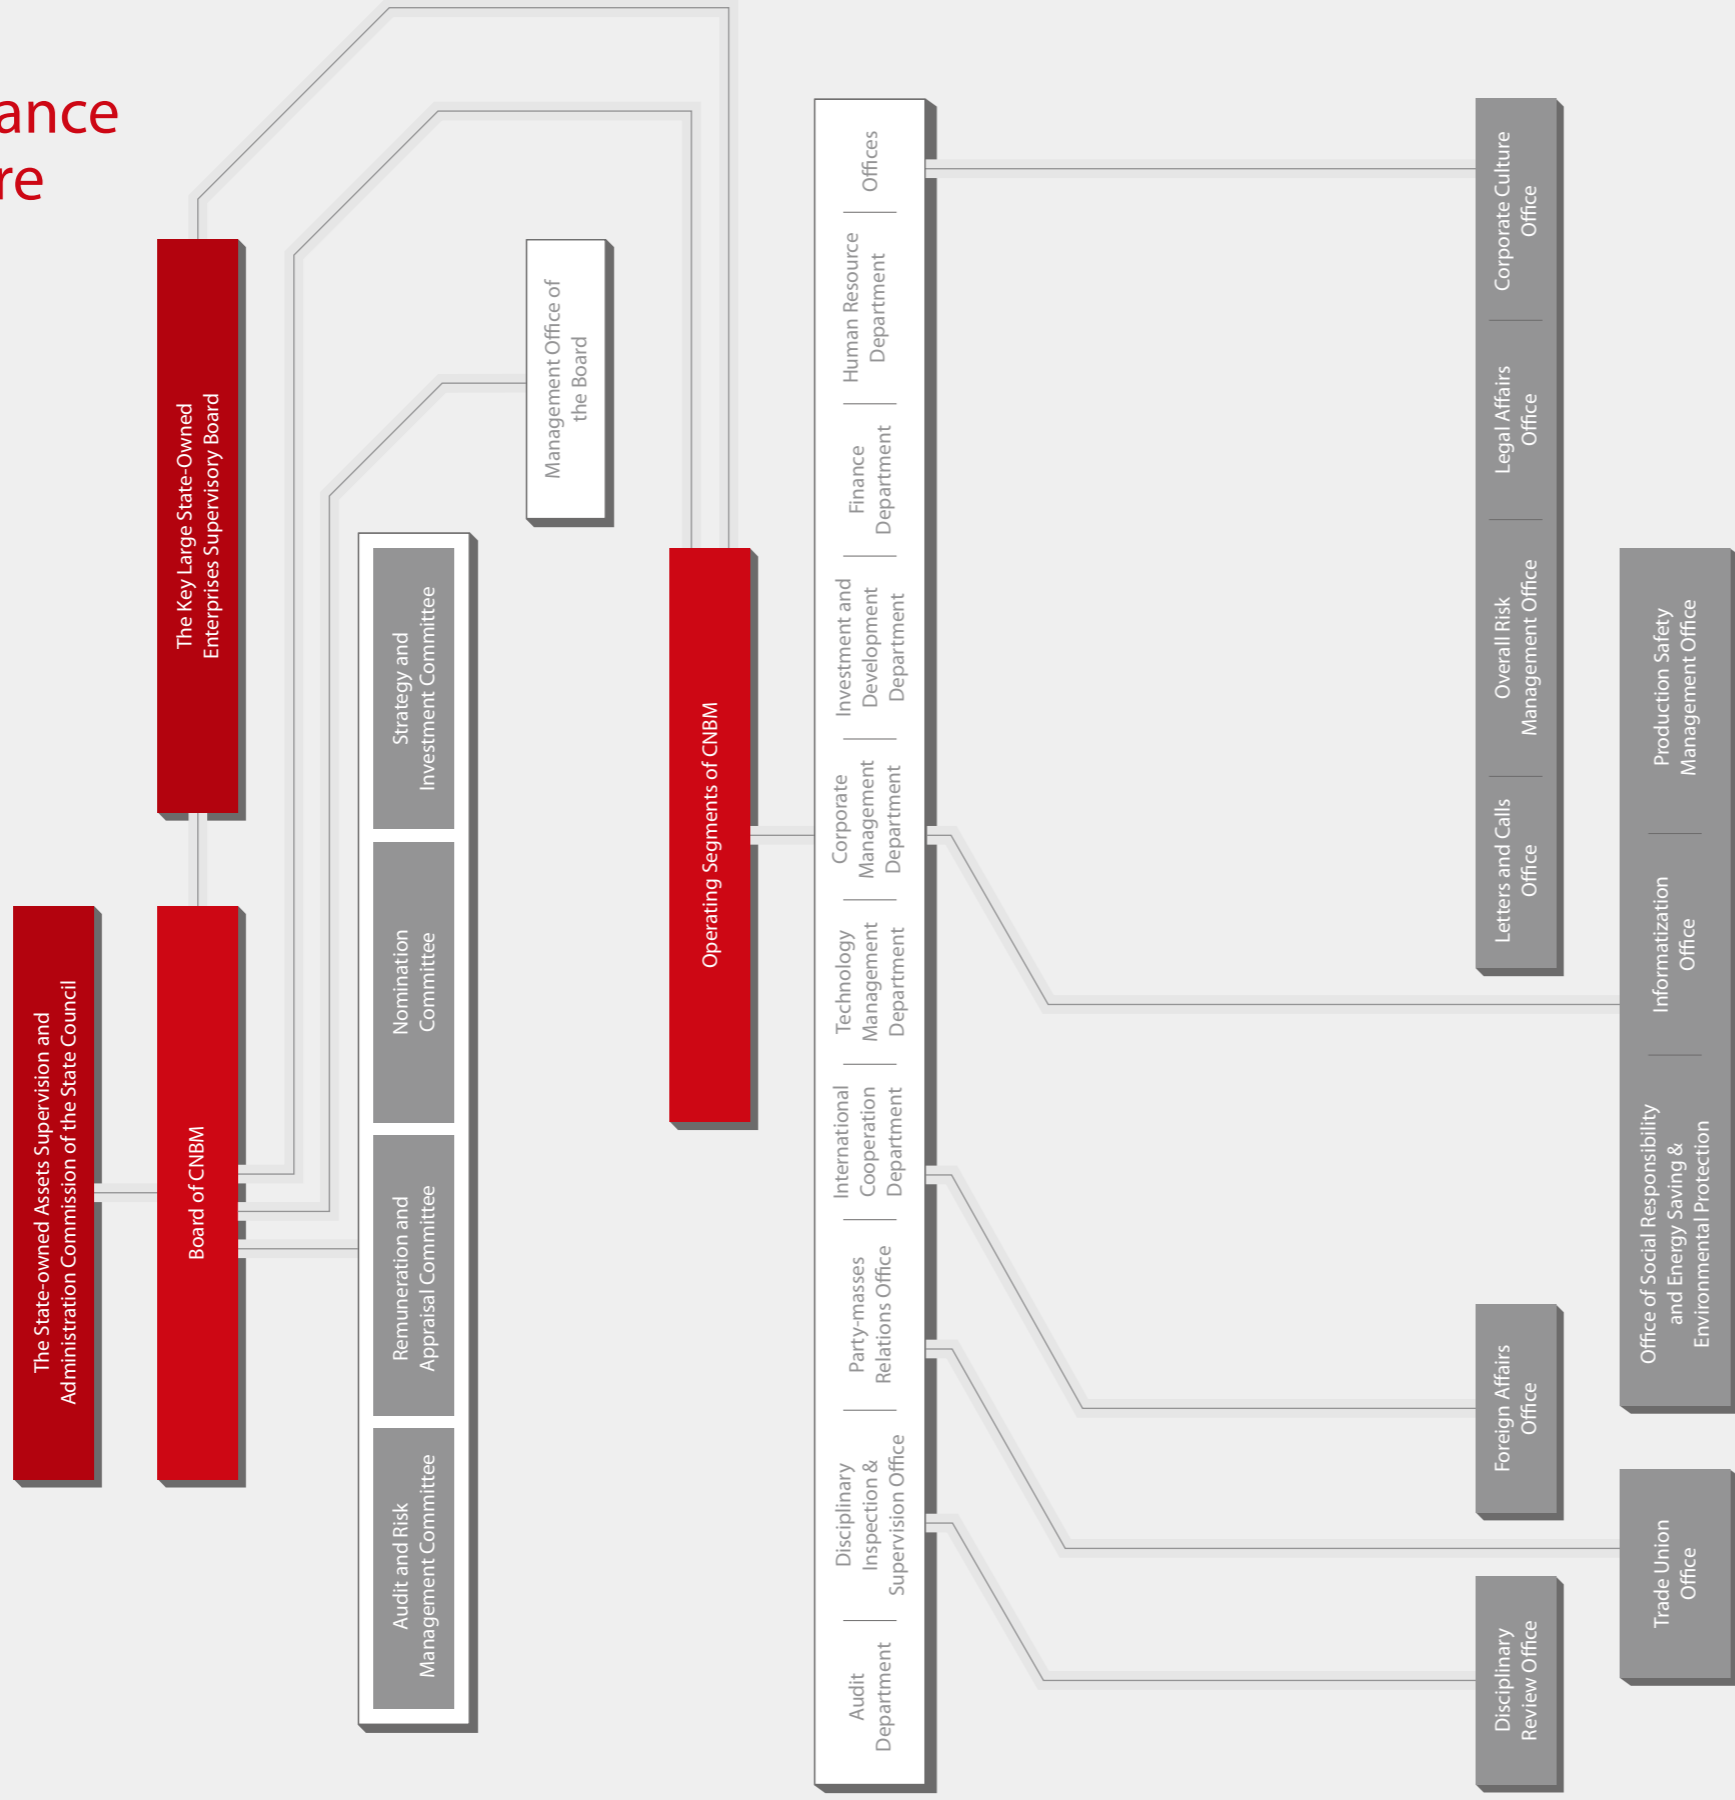 ance
re
The State-owned Assets Supervision and
Administration Commission of the State Council
Board of CNBM
The Key Large State-Owned
Enterprises Supervisory Board
Audit and Risk
Management Committee
Remuneration and
Appraisal Committee
Nomination
Committee
Strategy and
Investment Committee
Management Office of
the Board
Operating Segments of CNBM
Audit
Department
Disciplinary
Inspection &
Supervision Office
Party-masses
Relations Office
International
Cooperation
Department
Technology
Management
Department
Corporate
Management
Department
Investment and
Development
Department
Finance
Department
Human Resource
Department
Offices
Disciplinary
Review Office
Foreign Affairs
Office
Letters and Calls
Office
Overall Risk
Management Office
Legal Affairs
Office
Corporate Culture
Office
Trade Union
Office
Office of Social Responsibility
and Energy Saving &
Environmental Protection
Informatization
Office
Production Safety
Management Office